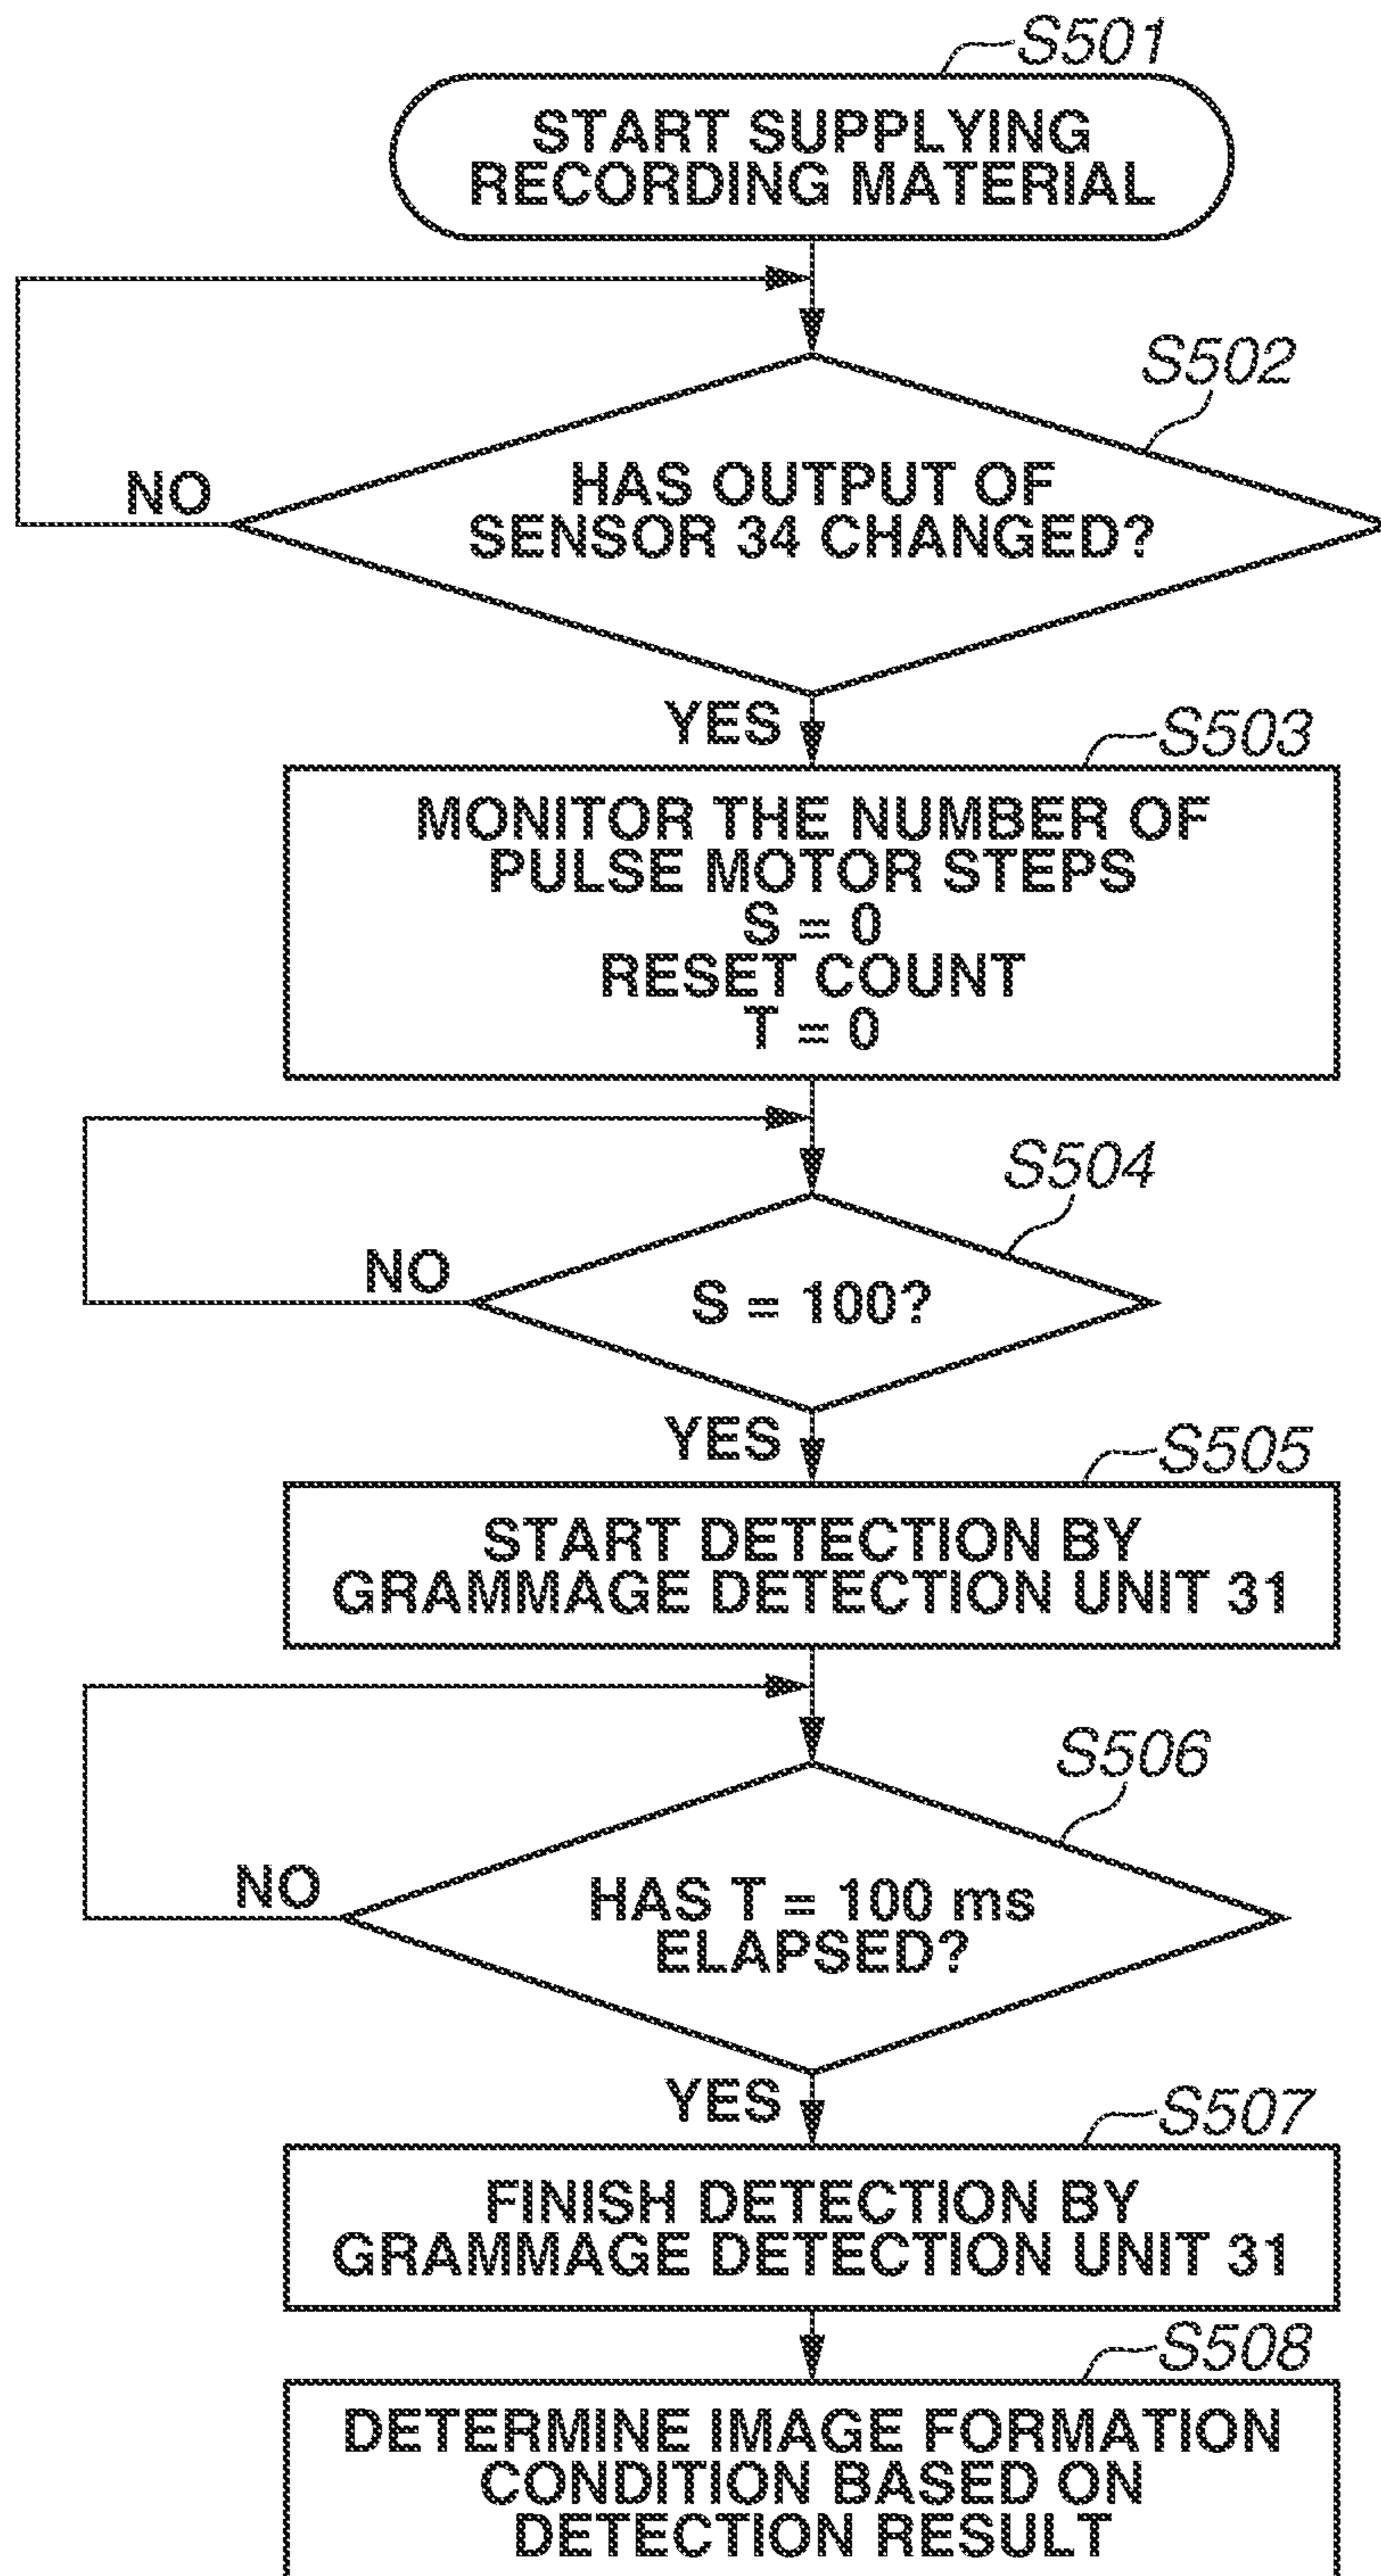 S501
START SUPPLYING
RECORDING MATERIAL
S502
HAS OUTPUT OF
SENSOR 34 CHANGED?
NO
YES
S503
MONITOR THE NUMBER OF
PULSE MOTOR STEPS
S = 0
RESET COUNT
T = 0
S504
NO
S = 100?
YES
S505
START DETECTION BY
GRAMMAGE DETECTION UNIT 31
S506
NO
HAS T = 100 ms
ELAPSED?
YES
S507
FINISH DETECTION BY
GRAMMAGE DETECTION UNIT 31
S508
DETERMINE IMAGE FORMATION
CONDITION BASED ON
DETECTION RESULT